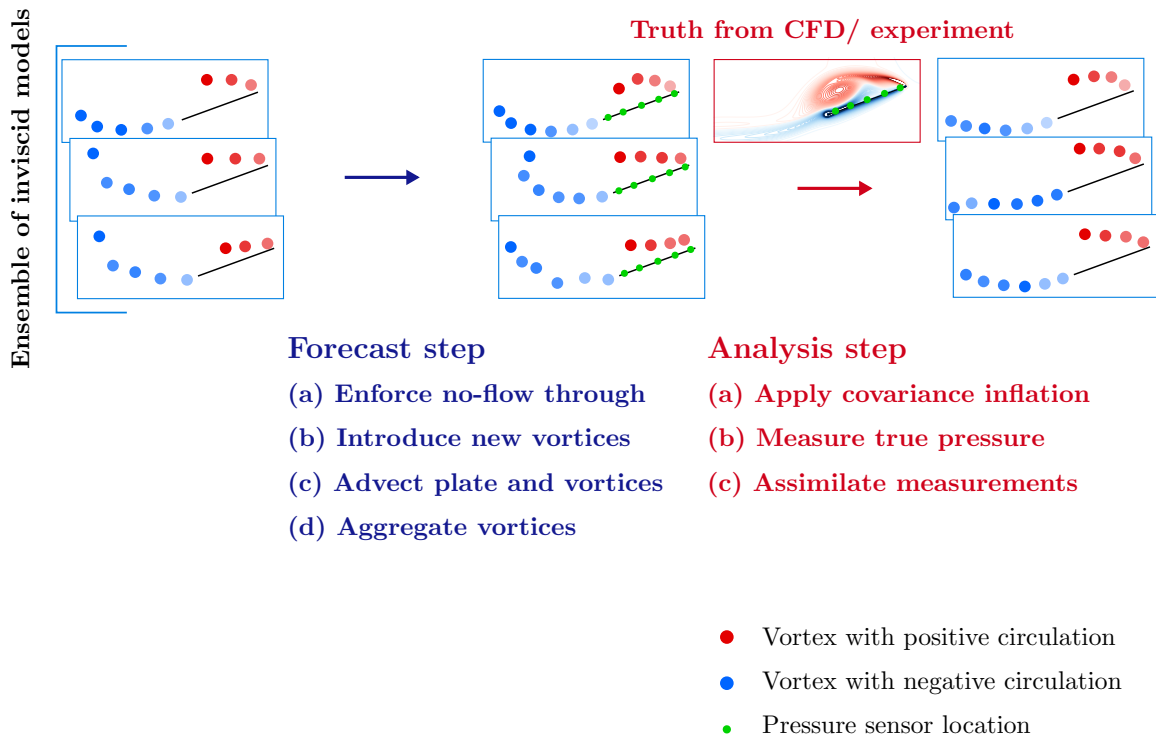 Ensemble of inviscid models
Truth from CFD/ experiment
Forecast step
(a) Enforce no-flow through
(b) Introduce new vortices
(c) Advect plate and vortices
(d) Aggregate vortices
Analysis step
(a) Apply covariance inflation
(b) Measure true pressure
(c) Assimilate measurements
Vortex with positive circulation
Vortex with negative circulation
Pressure sensor location